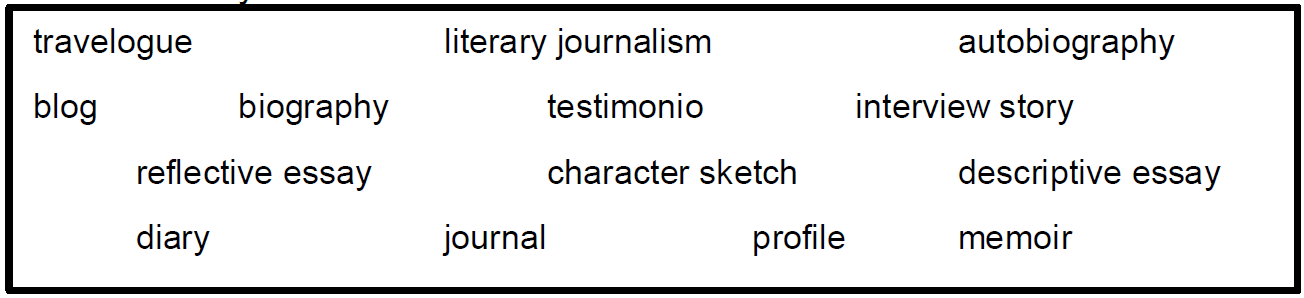 travelogue literary journalism autobiography
blog biography testimonio interview story
reflective essay character sketch descriptive essay
diary journal profile memoir